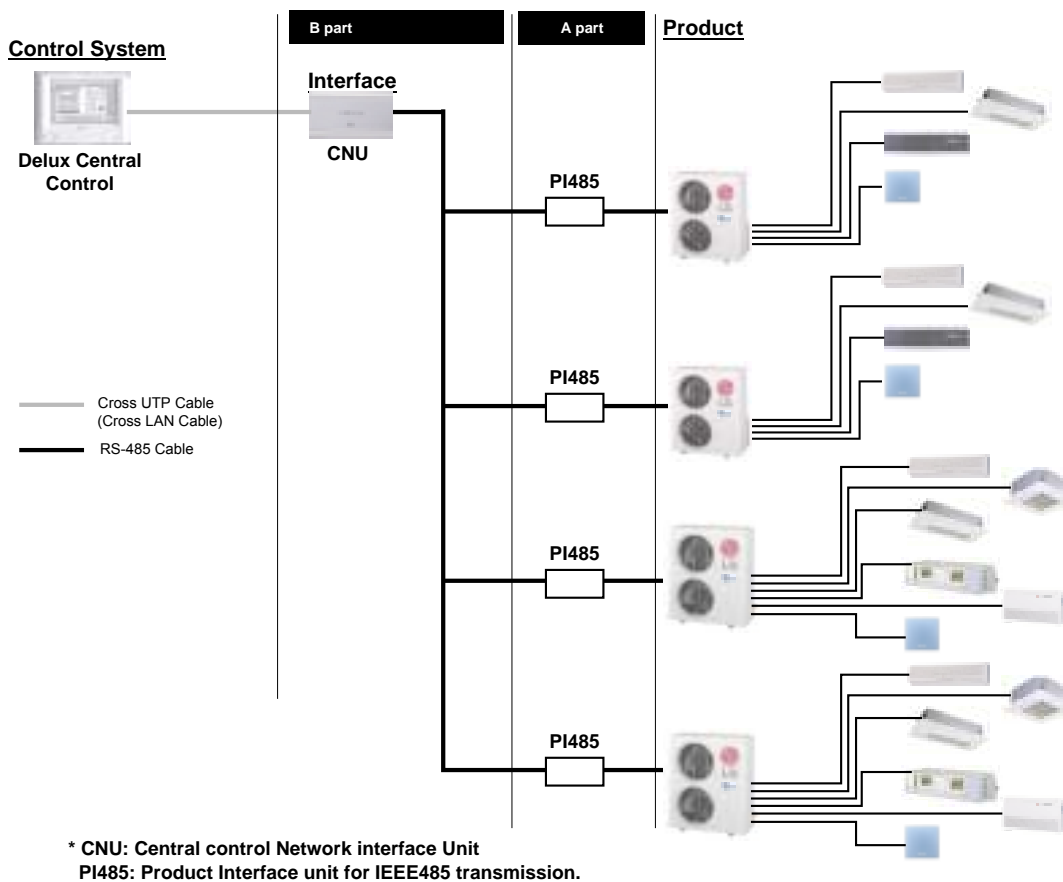 B part
A part
Product
Control System
Interface
CNU
Delux Central
Control
PI485
PI485
Cross UTP Cable
(Cross LAN Cable)
RS-485 Cable
PI485
PI485
* CNU: Central control Network interface Unit
PI485: Product Interface unit for IEEE485 transmission.